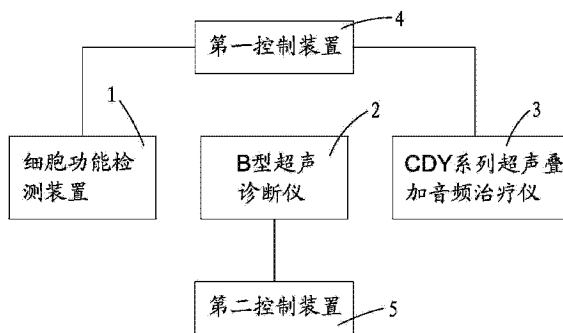 4
第一控制装置
1
2
3
细胞功能检
测装置
B型超声
诊断仪
CDY系列超声叠
加音频治疗仪
第二控制装置
5